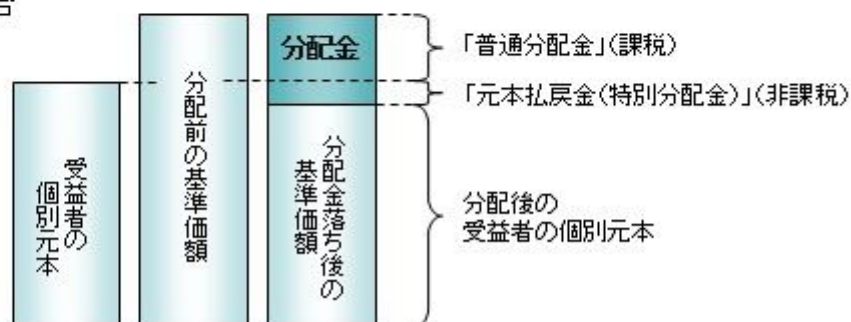 分配金
「普通分配金」(課税)
「元本払戻金(特別分配金)」(非課税)
受益者の
個別元本
分配前の基準価額
分配金落ち後の
基準価額
分配後の
受益者の個別元本